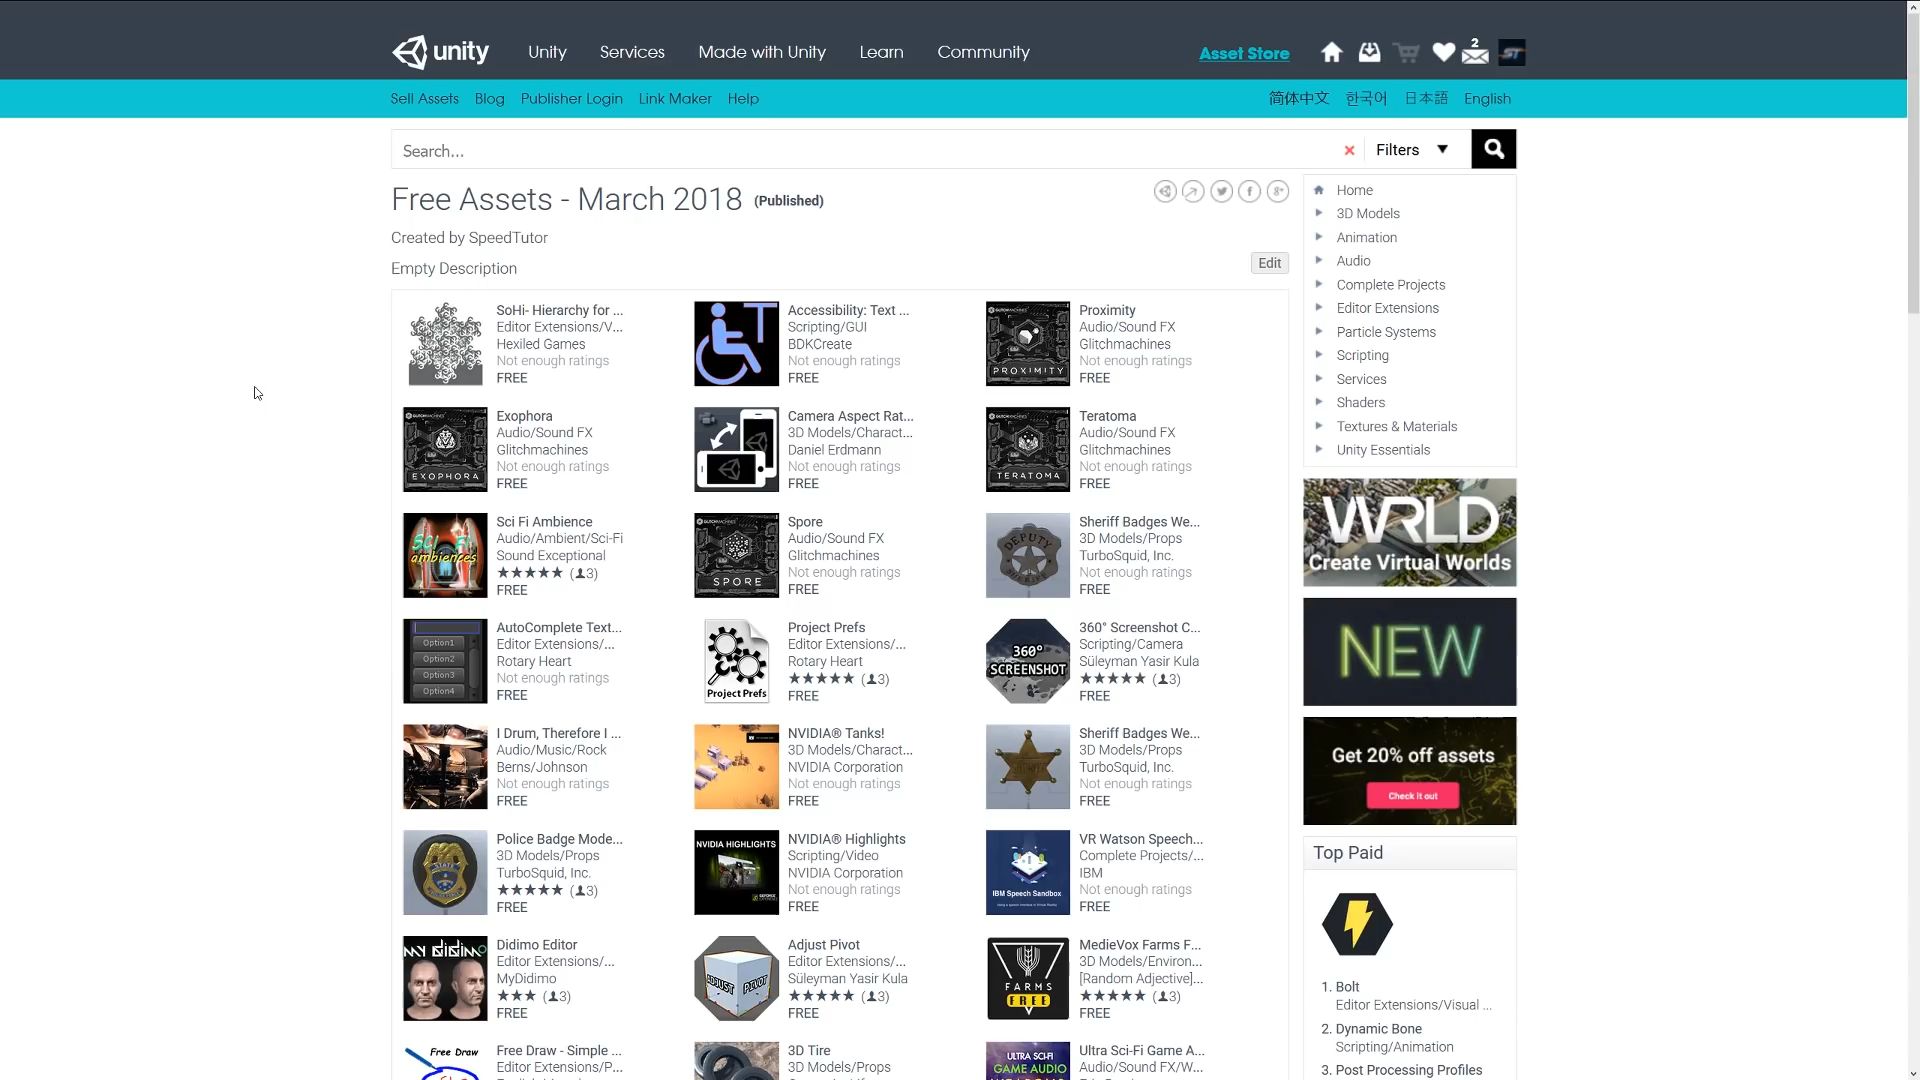 unity
Unity
Services
Made with Unity
Learn
Community
Asset Store
2
ST
Sell Assets
Blog
Publisher Login
Link Maker
Help
简体中文
한국어
日本語
English
Search...
Filters
Free Assets - March 2018 (Published)
Created by SpeedTutor
Empty Description
Edit
SoHi- Hierarchy for ...
Editor Extensions/V...
Hexiled Games
Not enough ratings
FREE
Accessibility: Text ...
Scripting/GUI
BDKCreate
Not enough ratings
FREE
PROXIMITY
Proximity
Audio/Sound FX
Glitchmachines
Not enough ratings
FREE
EXOPHORA
Exophora
Audio/Sound FX
Glitchmachines
Not enough ratings
FREE
Camera Aspect Rat...
3D Models/Charact...
Daniel Erdmann
Not enough ratings
FREE
TERATOMA
Teratoma
Audio/Sound FX
Glitchmachines
Not enough ratings
FREE
SCI FI
ambiences
Sci Fi Ambience
Audio/Ambient/Sci-Fi
Sound Exceptional
★★★★★ (3)
FREE
SPORE
Spore
Audio/Sound FX
Glitchmachines
Not enough ratings
FREE
DEPUTY
SHERIFF
Sheriff Badges We...
3D Models/Props
TurboSquid, Inc.
Not enough ratings
FREE
Option1
Option2
Option3
Option4
AutoComplete Text...
Editor Extensions/...
Rotary Heart
Not enough ratings
FREE
Project Prefs
Project Prefs
Editor Extensions/...
Rotary Heart
★★★★★ (3)
FREE
360°
SCREENSHOT
360° Screenshot C...
Scripting/Camera
Süleyman Yasir Kula
★★★★★ (3)
FREE
I Drum, Therefore I ...
Audio/Music/Rock
Berns/Johnson
Not enough ratings
FREE
NVIDIA® Tanks!
3D Models/Charact...
NVIDIA Corporation
Not enough ratings
FREE
Sheriff Badges We...
3D Models/Props
TurboSquid, Inc.
Not enough ratings
FREE
Police Badge Mode...
3D Models/Props
TurboSquid, Inc.
★★★★★ (3)
FREE
NVIDIA HIGHLIGHTS
NVIDIA® Highlights
Scripting/Video
NVIDIA Corporation
Not enough ratings
FREE
IBM Speech Sandbox
VR Watson Speech...
Complete Projects/...
IBM
Not enough ratings
FREE
MY DIDIMO
Didimo Editor
Editor Extensions/...
MyDidimo
★★★ (3)
FREE
ADJUST PIVOT
Adjust Pivot
Editor Extensions/...
Süleyman Yasir Kula
★★★★★ (3)
FREE
FARMS
FREE
MedieVox Farms F...
3D Models/Environ...
[Random Adjective]...
★★★★★ (3)
FREE
Free Draw
Free Draw - Simple ...
Editor Extensions/P...
3D Tire
3D Models/Props
ULTRA SCI-FI
GAME AUDIO
Ultra Sci-Fi Game A...
Audio/Sound FX/W...
Home
3D Models
Animation
Audio
Complete Projects
Editor Extensions
Particle Systems
Scripting
Services
Shaders
Textures & Materials
Unity Essentials
WRLD
Create Virtual Worlds
NEW
Get 20% off assets
Check it out
Top Paid
1. Bolt
Editor Extensions/Visual ...
2. Dynamic Bone
Scripting/Animation
3. Post Processing Profiles